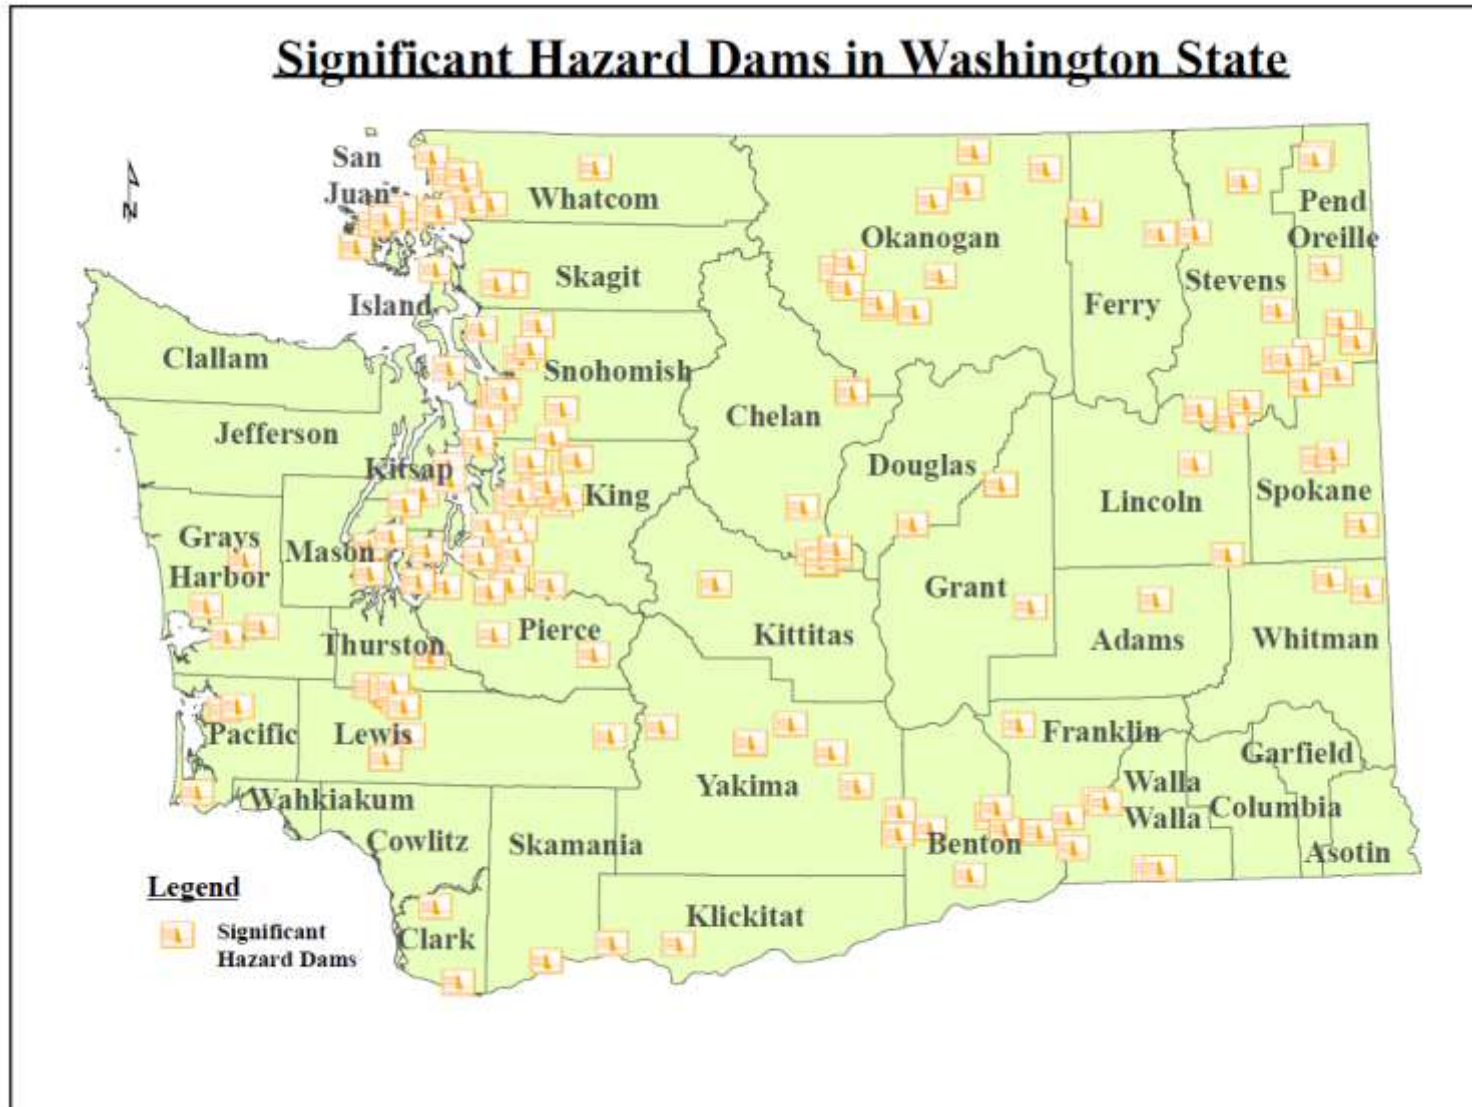 Significant Hazard Dams in Washington State
San
Juan
Whatcom
Okanogan
Pend
Oreille
N
Skagit
Island
Stevens
Ferry
Clallam
Snohomish
Chelan
Jefferson
Kitsap
Douglas
King
Lincoln
Spokane
Grays
Harbor
Mason
Grant
Thurston
Pierce
Kittitas
Adams
Whitman
Pacific
Lewis
Franklin
Garfield
Yakima
Walla
Walla
Columbia
Wahkiakum
Cowlitz
Skamania
Benton
Asotin
Klickitat
Clark
Legend
Significant
Hazard Dams